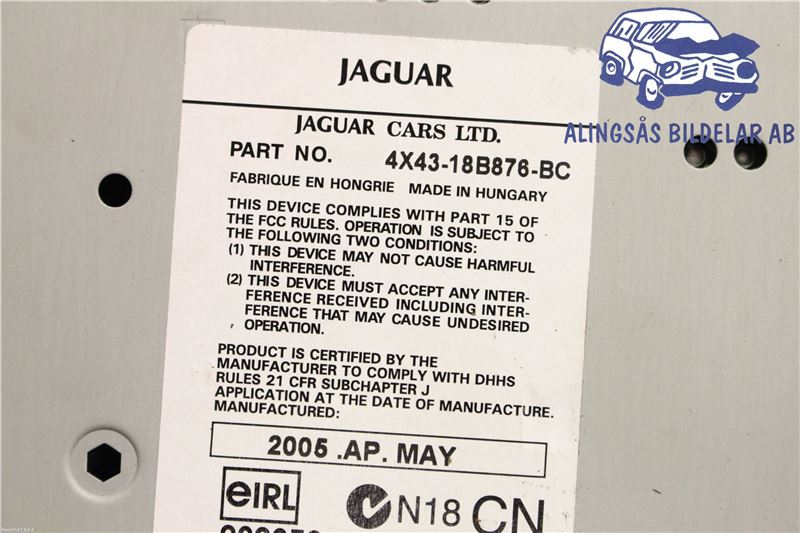 JAGUAR
ALINGSÅS BILDELAR AB
JAGUAR CARS LTD.
PART NO. 4X43-18B876-BC
FABRIQUE EN HONGRIE MADE IN HUNGARY
THIS DEVICE COMPLIES WITH PART 15 OF
THE FCC RULES. OPERATION IS SUBJECT TO
THE FOLLOWING TWO CONDITIONS:
(1) THIS DEVICE MAY NOT CAUSE HARMFUL
INTERFERENCE.
(2) THIS DEVICE MUST ACCEPT ANY INTER-
FERENCE RECEIVED INCLUDING INTER-
FERENCE THAT MAY CAUSE UNDESIRED
OPERATION.
PRODUCT IS CERTIFIED BY THE
MANUFACTURER TO COMPLY WITH DHHS
RULES 21 CFR SUBCHAPTER J
APPLICATION AT THE DATE OF MANUFACTURE.
MANUFACTURED:
2005 .AP. MAY
eIRL
N18 CN